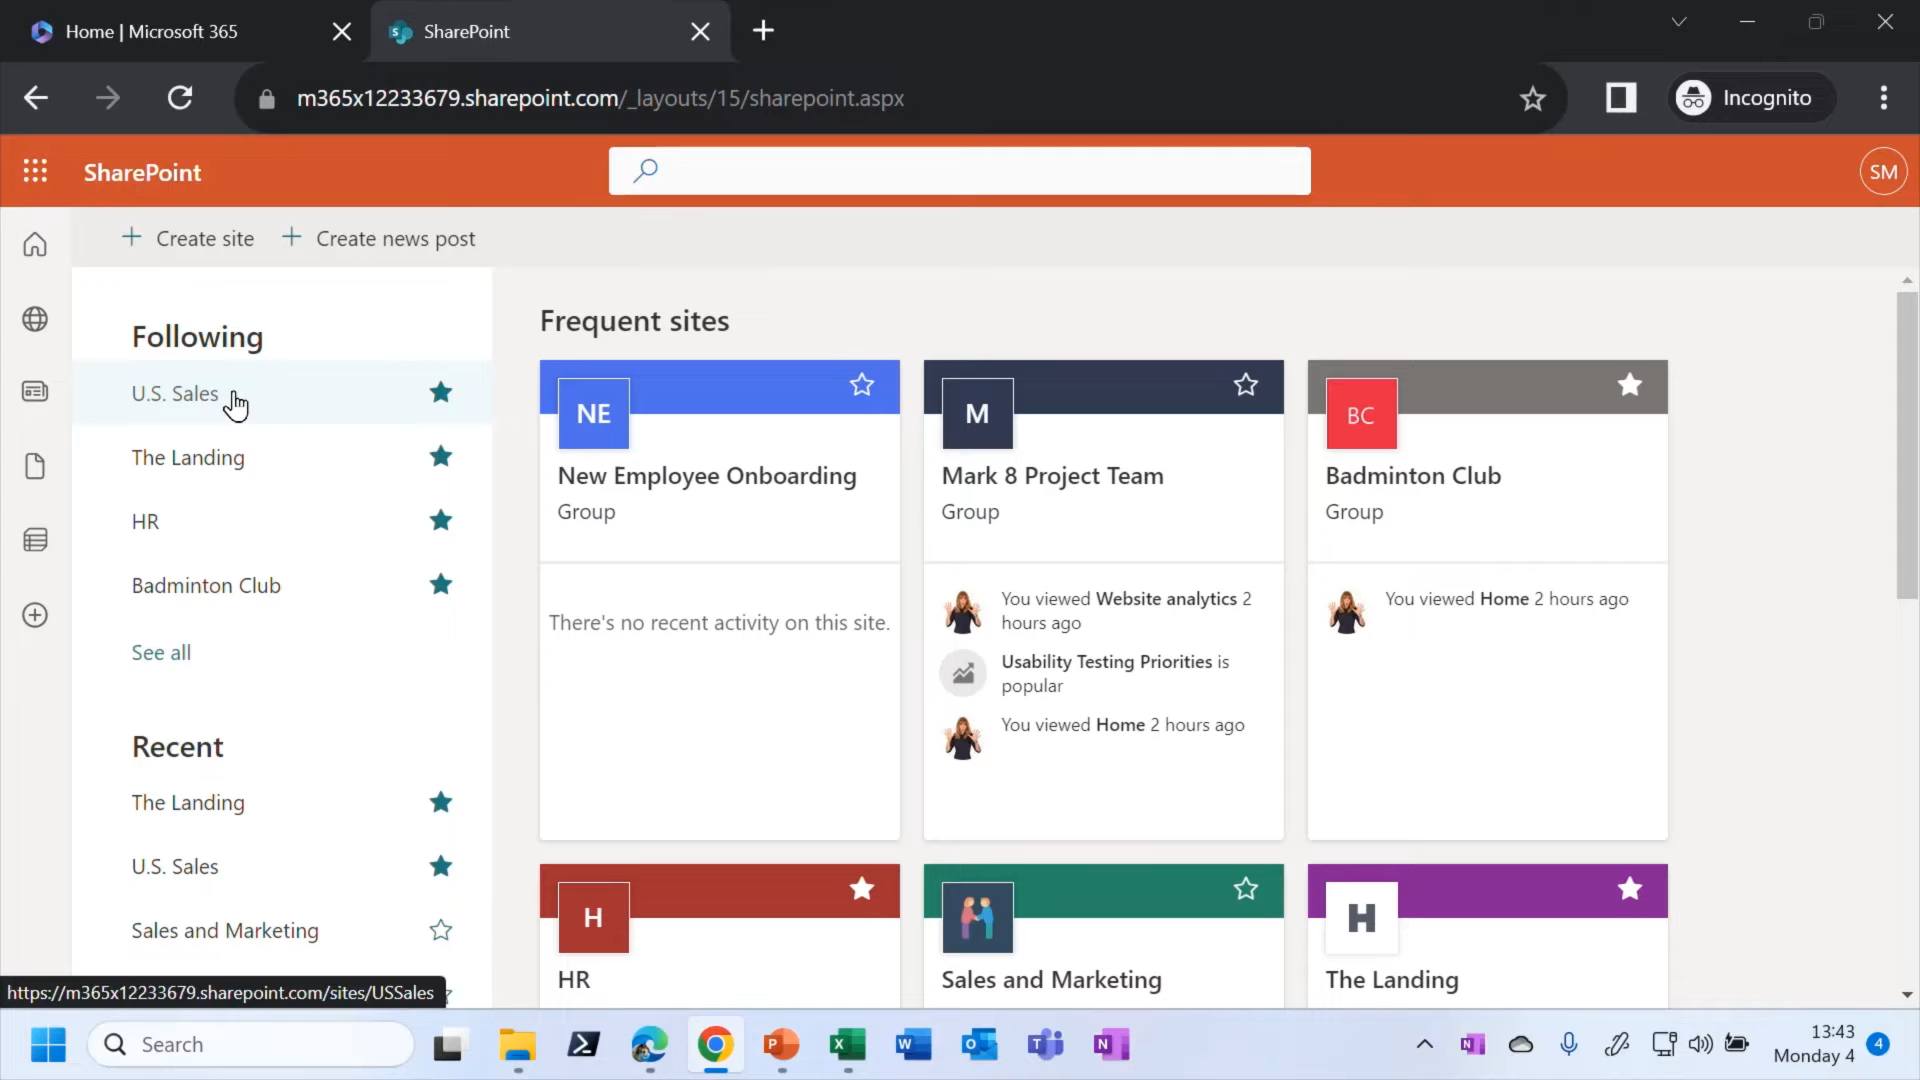 Home | Microsoft 365
SharePoint
m365x12233679.sharepoint.com/_layouts/15/sharepoint.aspx
Incognito
SharePoint
SM
Create site
Create news post
Following
U.S. Sales
The Landing
HR
Badminton Club
See all
Recent
The Landing
U.S. Sales
Sales and Marketing
https://m365x12233679.sharepoint.com/sites/USSales
Frequent sites
NE
New Employee Onboarding
Group
There's no recent activity on this site.
M
Mark 8 Project Team
Group
You viewed Website analytics 2
hours ago
Usability Testing Priorities is
popular
You viewed Home 2 hours ago
BC
Badminton Club
Group
You viewed Home 2 hours ago
H
HR
Sales and Marketing
H
The Landing
Search
13:43
Monday 4
4